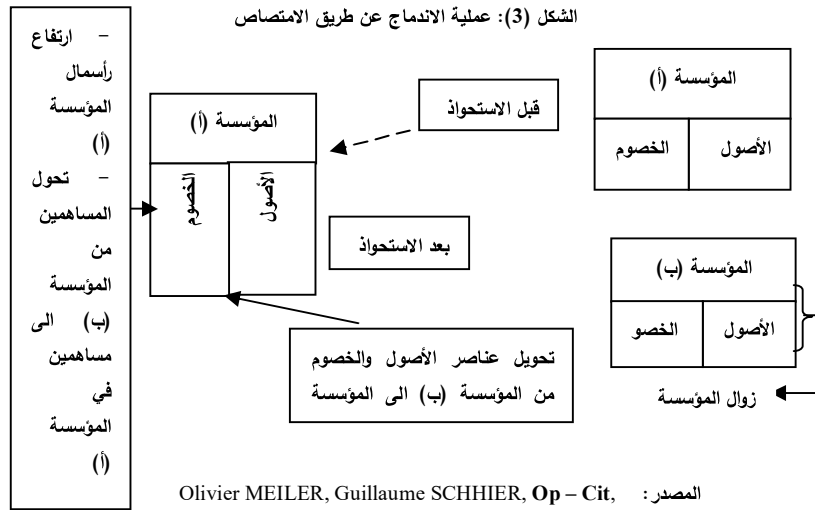 الشكل (3): عملية الاندماج عن طريق الامتصاص
المؤسسة (أ)
الأصول
الخصوم
المؤسسة (ب)
الأصول
الخصو
زوال المؤسسة
قبل الاستحواذ
بعد الاستحواذ
المؤسسة (أ)
الأصول
الخصوم
تحويل عناصر الأصول والخصوم
من المؤسسة (ب) الى المؤسسة
– ارتفاع
رأسمال
المؤسسة
(أ)
– تحول
المساهمين
من
المؤسسة
(ب) الى
مساهمين
في
المؤسسة
(أ)
المصدر: Olivier MEILER, Guillaume SCHHIER, Op – Cit,